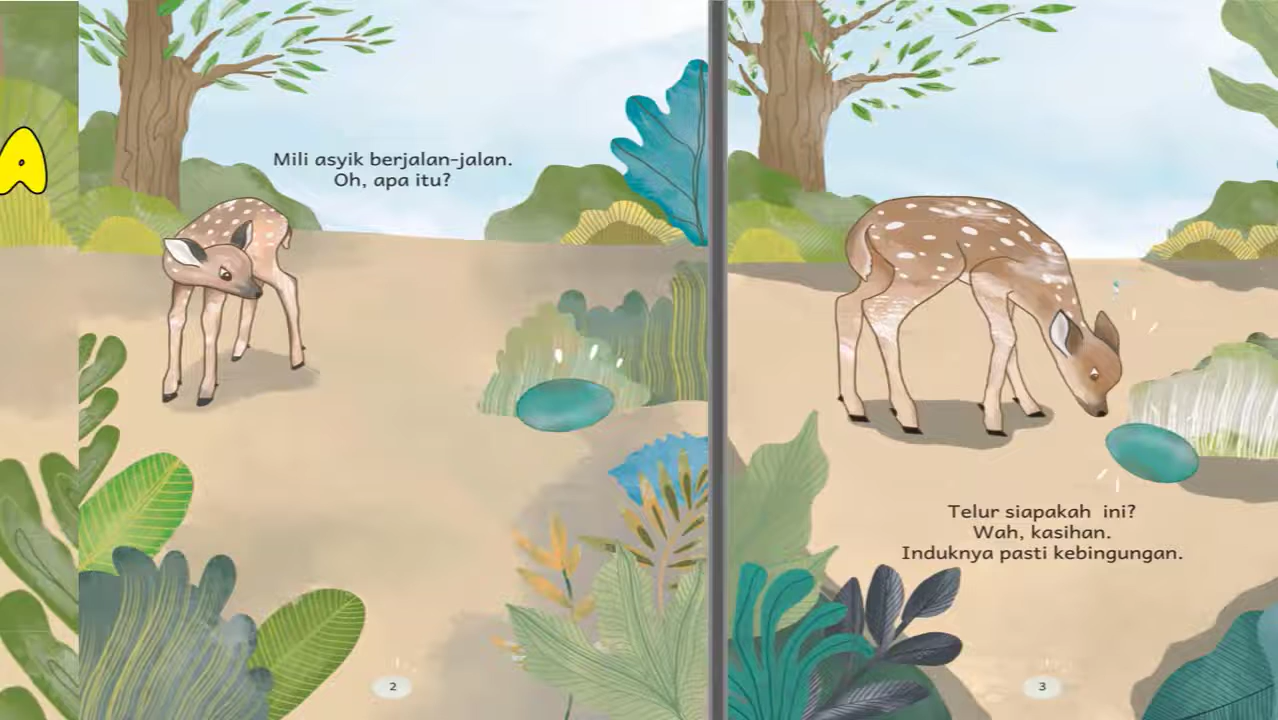 A
Mili asyik berjalan-jalan.
Oh, apa itu?
2
Telur siapakah ini?
Wah, kasihan.
Induknya pasti kebingungan.
3